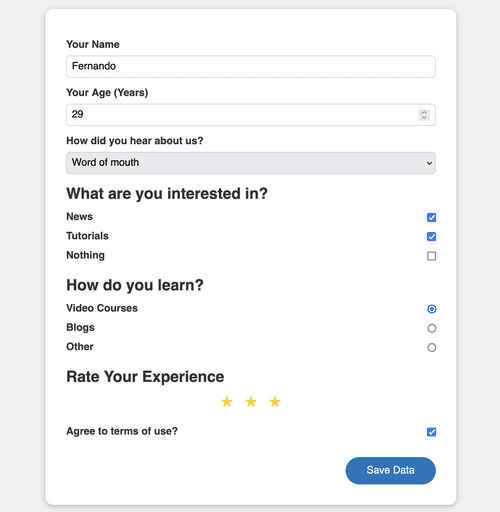 Your Name
Fernando
Your Age (Years)
29
How did you hear about us?
Word of mouth
What are you interested in?
News
Tutorials
Nothing
How do you learn?
Video Courses
Blogs
Other
Rate Your Experience
Agree to terms of use?
Save Data